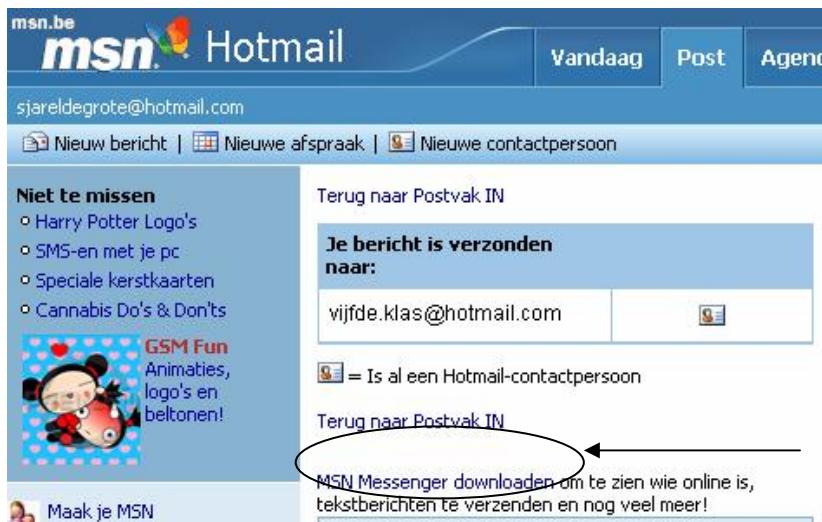 msn.be
msn Hotmail
Vandaag Post Agend
sjareldegrote@hotmail.com
Nieuw bericht | Nieuwe afspraak | Nieuwe contactpersoon
Niet te missen
Harry Potter Logo's
SMS-en met je pc
Speciale kerstkaarten
Cannabis Do's & Don'ts
GSM Fun
Animaties,
logo's en
beltonen!
Maak je MSN
Terug naar Postvak IN
Je bericht is verzonden
naar:
vijfde.klas@hotmail.com
= Is al een Hotmail-contactpersoon
Terug naar Postvak IN
MSN Messenger downloaden om te zien wie online is,
tekstberichten te verzenden en nog veel meer!